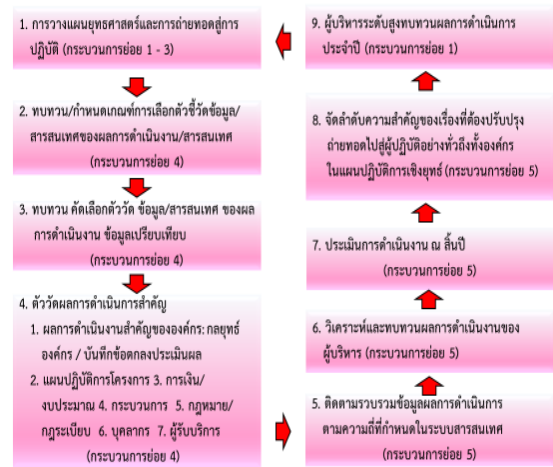 1. การวางแผนยุทธศาสตร์และการถ่ายทอดสู่การ
ปฏิบัติ (กระบวนการย่อย 1 - 3)
2. ทบทวน/กำหนดเกณฑ์การเลือกตัวชี้วัดข้อมูล/
สารสนเทศของผลการดำเนินงาน/สารสนเทศ
(กระบวนการย่อย 4)
3. ทบทวน คัดเลือกตัววัด ข้อมูล/สารสนเทศ ของผล
การดำเนินงาน ข้อมูลเปรียบเทียบ
(กระบวนการย่อย 4)
4. ตัววัดผลการดำเนินการสำคัญ
1. ผลการดำเนินงานสำคัญขององค์กร: กลยุทธ์
องค์กร / บันทึกข้อตกลงประเมินผล
2. แผนปฏิบัติการโครงการ 3. การเงิน/
งบประมาณ 4. กระบวนการ 5. กฎหมาย/
กฎระเบียบ 6. บุคลากร 7. ผู้รับบริการ
(กระบวนการย่อย 4)
5. ติดตามรวบรวมข้อมูลผลการดำเนินการ
ตามความถี่ที่กำหนดในระบบสารสนเทศ
(กระบวนการย่อย 5)
6. วิเคราะห์และทบทวนผลการดำเนินงานของ
ผู้บริหาร (กระบวนการย่อย 5)
7. ประเมินการดำเนินงาน ณ สิ้นปี
(กระบวนการย่อย 5)
8. จัดลำดับความสำคัญของเรื่องที่ต้องปรับปรุง
ถ่ายทอดไปสู่ผู้ปฏิบัติอย่างทั่วถึงทั้งองค์กร
ในแผนปฏิบัติการเชิงยุทธ์ (กระบวนการย่อย 5)
9. ผู้บริหารระดับสูงทบทวนผลการดำเนินการ
ประจำปี (กระบวนการย่อย 1)